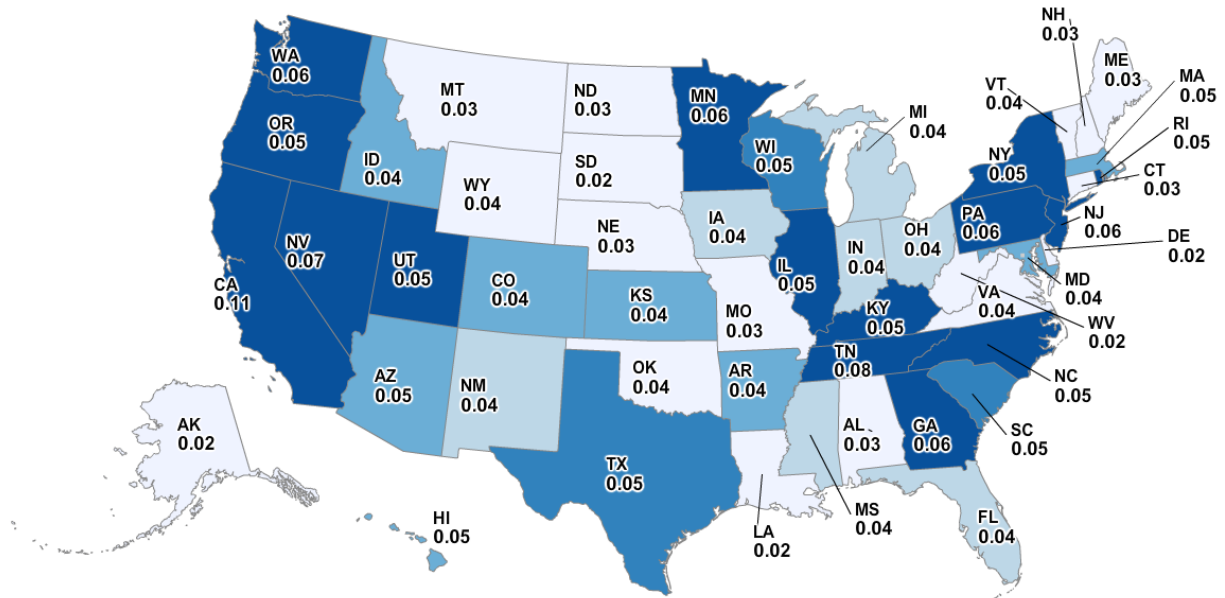 NH
0.03
ME
0.03
MA
0.05
WA
0.06
VT
0.04
MT
0.03
ND
0.03
MN
0.06
MI
0.04
RI
0.05
OR
0.05
WI
0.05
NY
0.05
ID
0.04
SD
0.02
CT
0.03
WY
0.04
PA
0.06
NJ
0.06
IA
0.04
NE
0.03
OH
0.04
DE
0.02
NV
0.07
UT
0.05
IN
0.04
IL
0.05
MD
0.04
CA
0.11
CO
0.04
KS
0.04
VA
0.04
MO
0.03
KY
0.05
WV
0.02
TN
0.08
NC
0.05
AZ
0.05
NM
0.04
OK
0.04
AR
0.04
AK
0.02
AL
0.03
GA
0.06
SC
0.05
TX
0.05
MS
0.04
HI
0.05
LA
0.02
FL
0.04